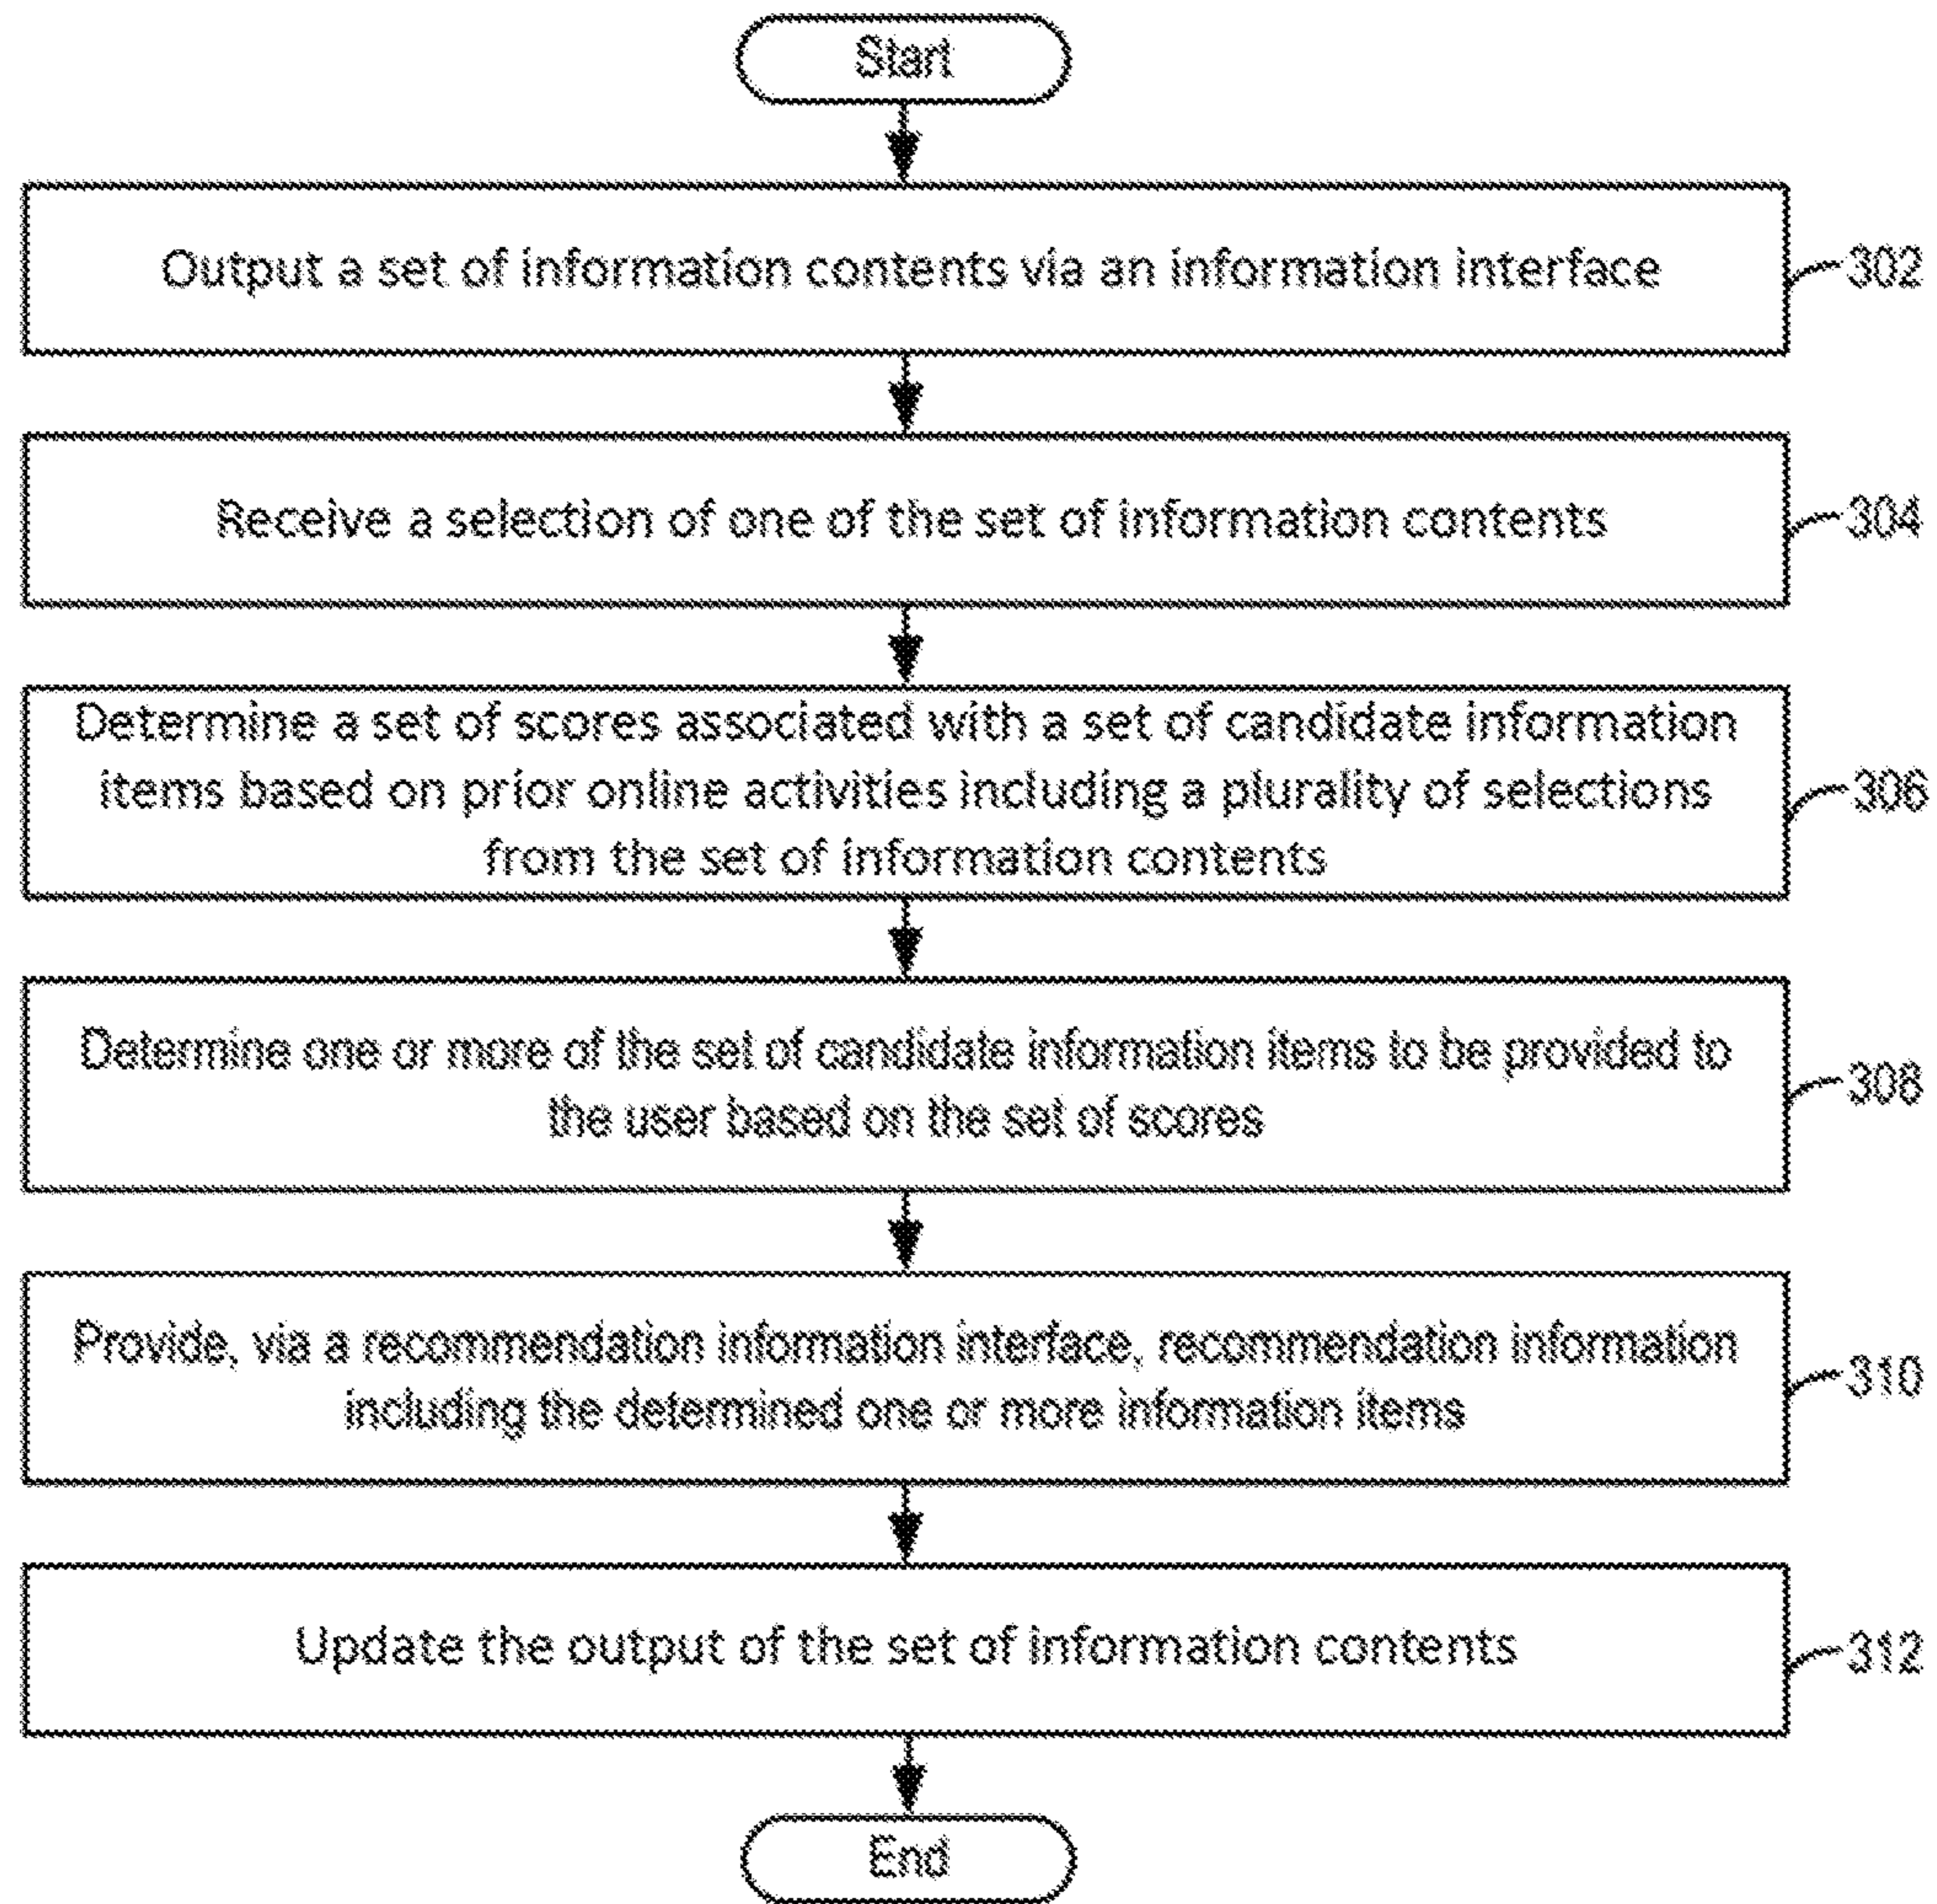 Start
Output a set of information contents via an information interface
302
Receive a selection of one of the set of information contents
304
Determine a set of scores associated with a set of candidate information
items based on prior online activities including a plurality of selections
from the set of information contents
306
Determine one or more of the set of candidate information items to be provided to
the user based on the set of scores
308
Provide, via a recommendation information interface, recommendation information
including the determined one or more information items
310
Update the output of the set of information contents
312
End